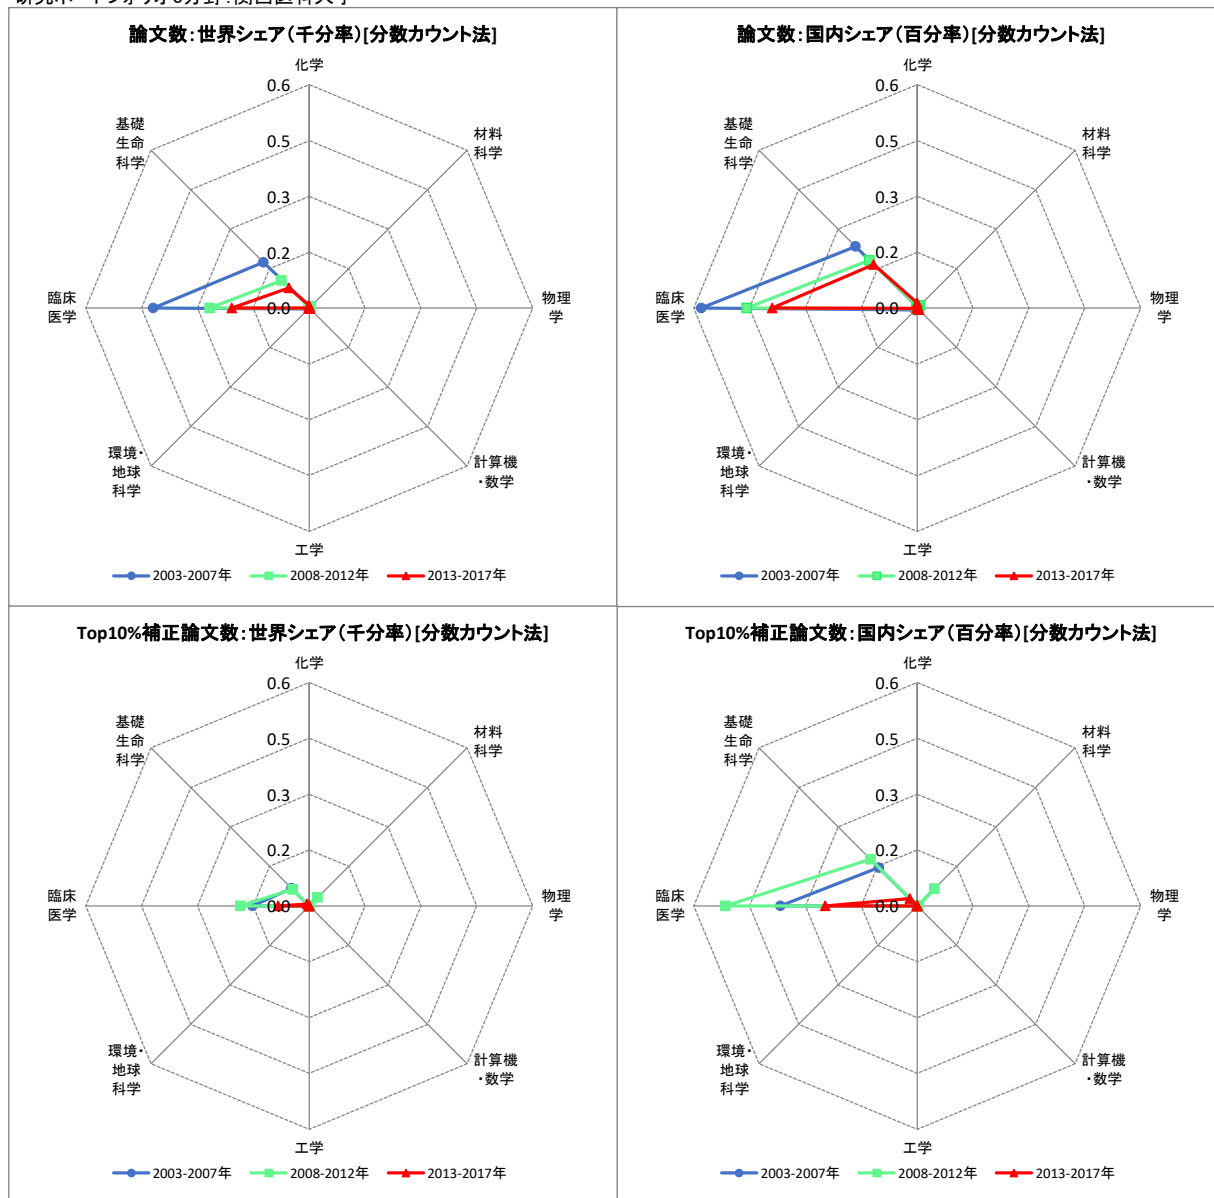 論文数：世界シェア（千分率）[分数カウント法]
化学
0.6
0.5
0.3
0.2
0.0
材料
科学
物理
学
計算機
・数学
工学
環境・
地球
科学
臨床
医学
基礎
生命
科学
2003-2007年
2008-2012年
2013-2017年
論文数：国内シェア（百分率）[分数カウント法]
化学
0.6
0.5
0.3
0.2
0.0
材料
科学
物理
学
計算機
・数学
工学
環境・
地球
科学
臨床
医学
基礎
生命
科学
2003-2007年
2008-2012年
2013-2017年
Top10%補正論文数：世界シェア（千分率）[分数カウント法]
化学
0.6
0.5
0.3
0.2
0.0
材料
科学
物理
学
計算機
・数学
工学
環境・
地球
科学
臨床
医学
基礎
生命
科学
2003-2007年
2008-2012年
2013-2017年
Top10%補正論文数：国内シェア（百分率）[分数カウント法]
化学
0.6
0.5
0.3
0.2
0.0
材料
科学
物理
学
計算機
・数学
工学
環境・
地球
科学
臨床
医学
基礎
生命
科学
2003-2007年
2008-2012年
2013-2017年